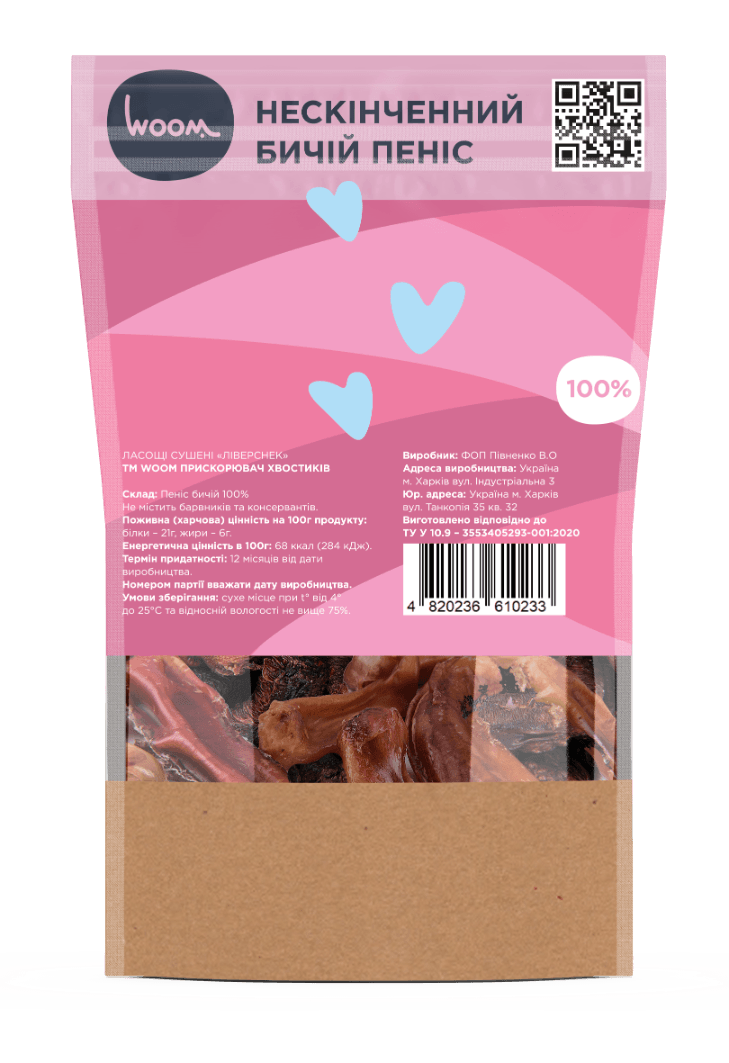 WOOM
НЕСКІНЧЕННИЙ
БИЧІЙ ПЕНІС
100%
ЛАСОЩІ СУШЕНІ «ЛІВЕРСНЕК»
ТМ WOOM ПРИСКОРЮВАЧ ХВОСТИКІВ
Склад: Пеніс бичій 100%
Не містить барвників та консервантів.
Поживна (харчова) цінність на 100г продукту:
білки – 21г, жири – 6г.
Енергетична цінність в 100г: 68 ккал (284 кДж).
Термін придатності: 12 місяців від дати
виробництва.
Номером партії вважати дату виробництва.
Умови зберігання: сухе місце при t° від 4°
до 25°С та відносній вологості не вище 75%.
Виробник: ФОП Півненко В.О
Адреса виробництва: Україна
м. Харків вул. Індустріальна 3
Юр. адреса: Україна м. Харків
вул. Танкопія 35 кв. 32
Виготовлено відповідно до
ТУ У 10.9 – 3553405293-001:2020
4 820236 610233